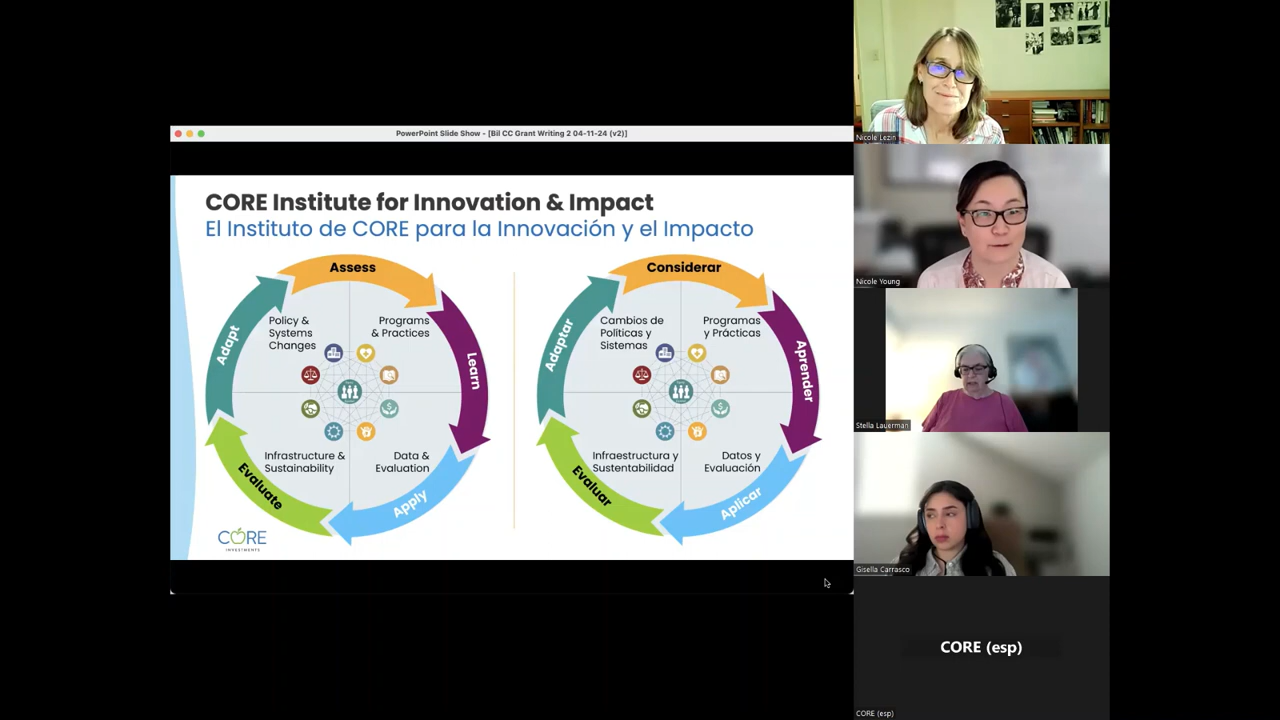 PowerPoint Slide Show - [Bil CC Grant Writing 2 04-11-24 (v2)]
CORE Institute for Innovation & Impact
El Instituto de CORE para la Innovación y el Impacto
Assess
Learn
Apply
Evaluate
Adapt
Policy &
Systems
Changes
Programs
& Practices
Infrastructure &
Sustainability
Data &
Evaluation
Considerar
Aprender
Aplicar
Evaluar
Adaptar
Cambios de
Políticas y
Sistemas
Programas
y Prácticas
Infraestructura y
Sustentabilidad
Datos y
Evaluación
CORE
INVESTMENTS
Nicole Lezin
Nicole Young
Stella Lauerman
Gisella Carrasco
CORE (esp)
CORE (esp)